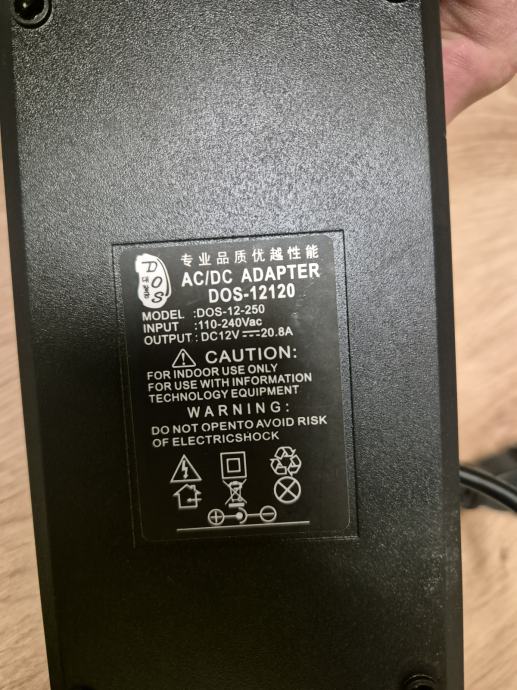 专业品质优越性能
DOS
AC/DC ADAPTER
DOS-12120
MODEL :DOS-12-250
INPUT :110-240Vac
OUTPUT :DC12V⎓20.8A
CAUTION:
FOR INDOOR USE ONLY
FOR USE WITH INFORMATION
TECHNOLOGY EQUIPMENT
WARNING:
DO NOT OPENTO AVOID RISK
OF ELECTRICSHOCK